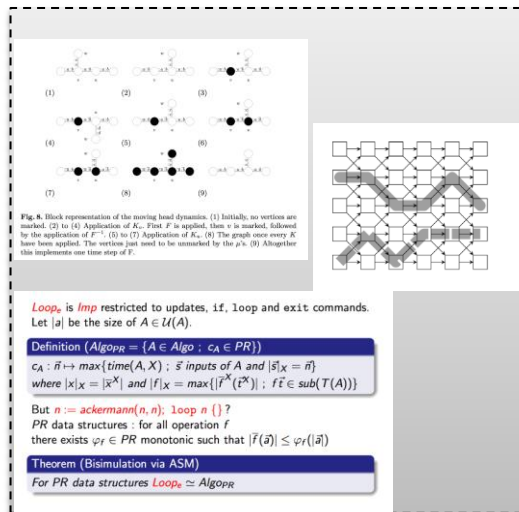 (1) (2) (3)
(4) (5) (6)
(7) (8) (9)
Fig. 8. Block representation of the moving head dynamics. (1) Initially, no vertices are
marked. (2) to (4) Application of Kᵥ. First F is applied, then v is marked, followed
by the application of F⁻¹. (5) to (7) Application of Kᵤ. (8) The graph once every K
have been applied. The vertices just need to be unmarked by the μ's. (9) Altogether
this implements one time step of F.
Loopₑ is Imp restricted to updates, if, loop and exit commands.
Let |a| be the size of A ∈ U(A).
Definition (Algo_PR = {A ∈ Algo ; c_A ∈ PR})
c_A : n⃗ ↦ max{time(A, X) ; s⃗ inputs of A and |s⃗|_X = n⃗}
where |x|_X = |x̅^X| and |f|_X = max{|f̅^X(t⃗^X)| ; f t⃗ ∈ sub(T(A))}
But n := ackermann(n, n); loop n {} ?
PR data structures : for all operation f
there exists φ_f ∈ PR monotonic such that |f̅(a⃗)| ≤ φ_f(|a⃗|)
Theorem (Bisimulation via ASM)
For PR data structures Loopₑ ≃ Algo_PR